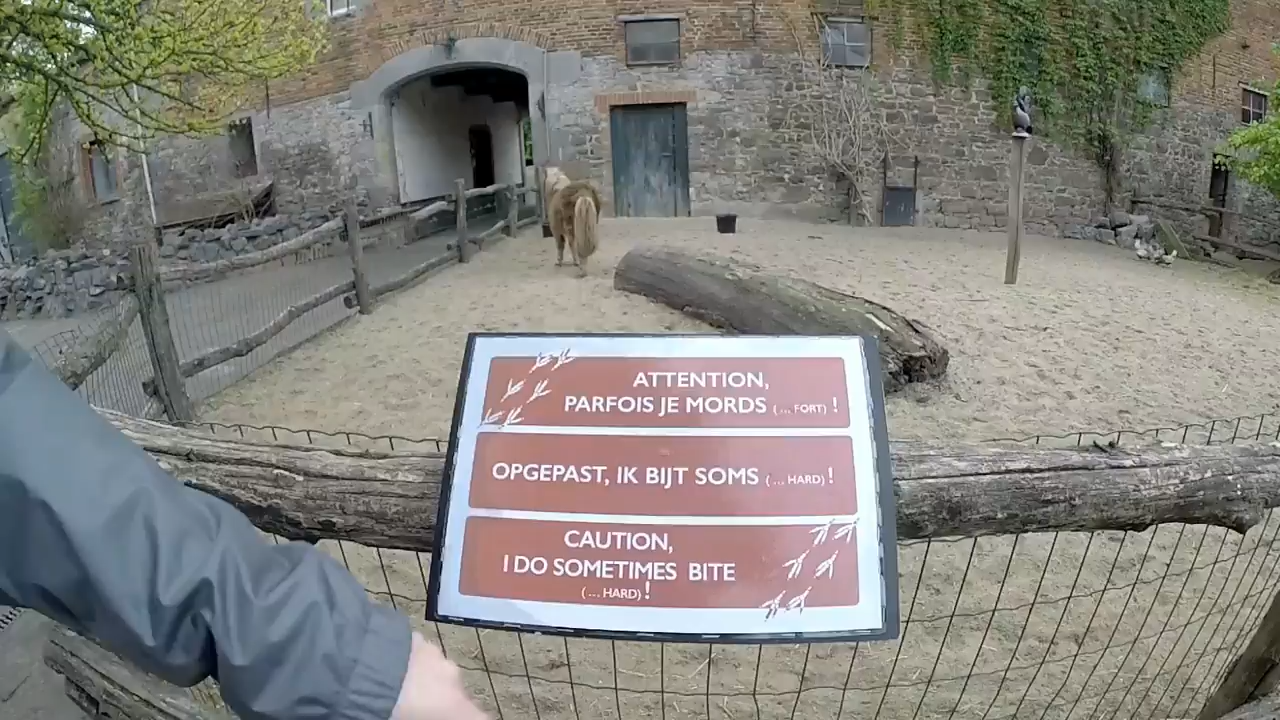 ATTENTION,
PARFOIS JE MORDS (... FORT) !
OPGEPAST, IK BIJT SOMS (... HARD) !
CAUTION,
I DO SOMETIMES BITE
(... HARD) !